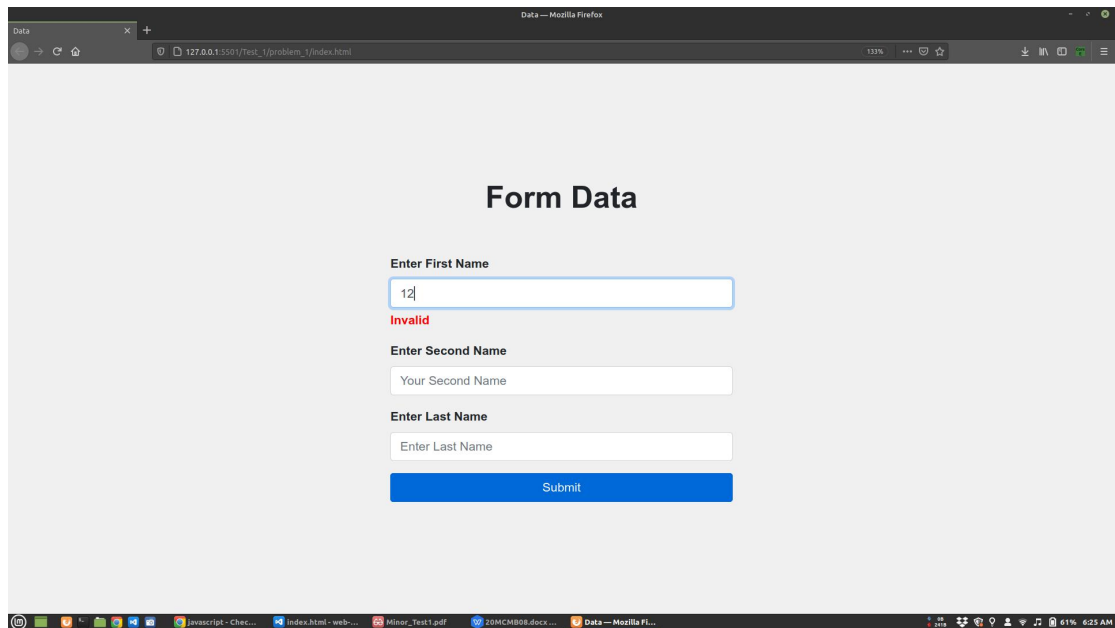 Data — Mozilla Firefox
Data
127.0.0.1:5501/Test_1/problem_1/index.html
133%
Form Data
Enter First Name
12
Invalid
Enter Second Name
Your Second Name
Enter Last Name
Enter Last Name
Submit
javascript - Chec...
index.html - web-...
Minor_Test1.pdf
20MCMB08.docx ...
Data — Mozilla Fi...
61% 6:25 AM